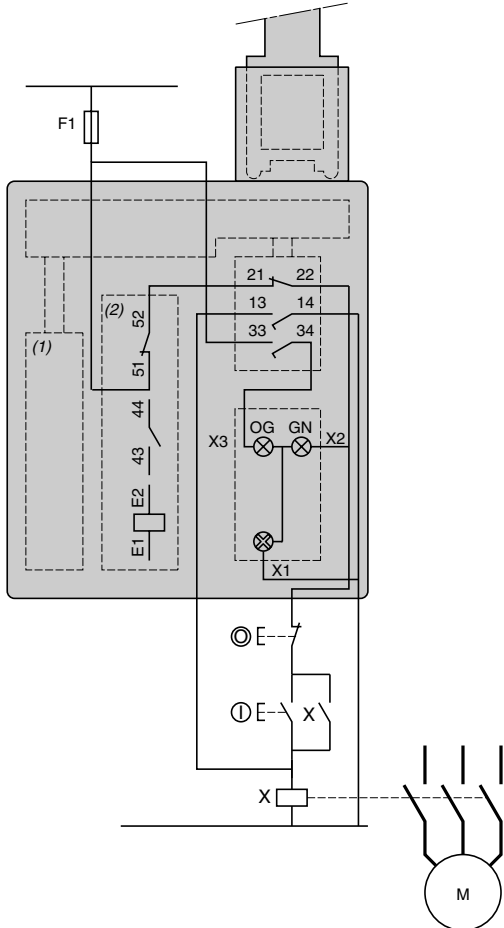 F1
21 22
(2)
52
13 14
(1)
33 34
51
44
OG GN
X3 X2
43
E2
E1
X1
O E
I E X
X
M